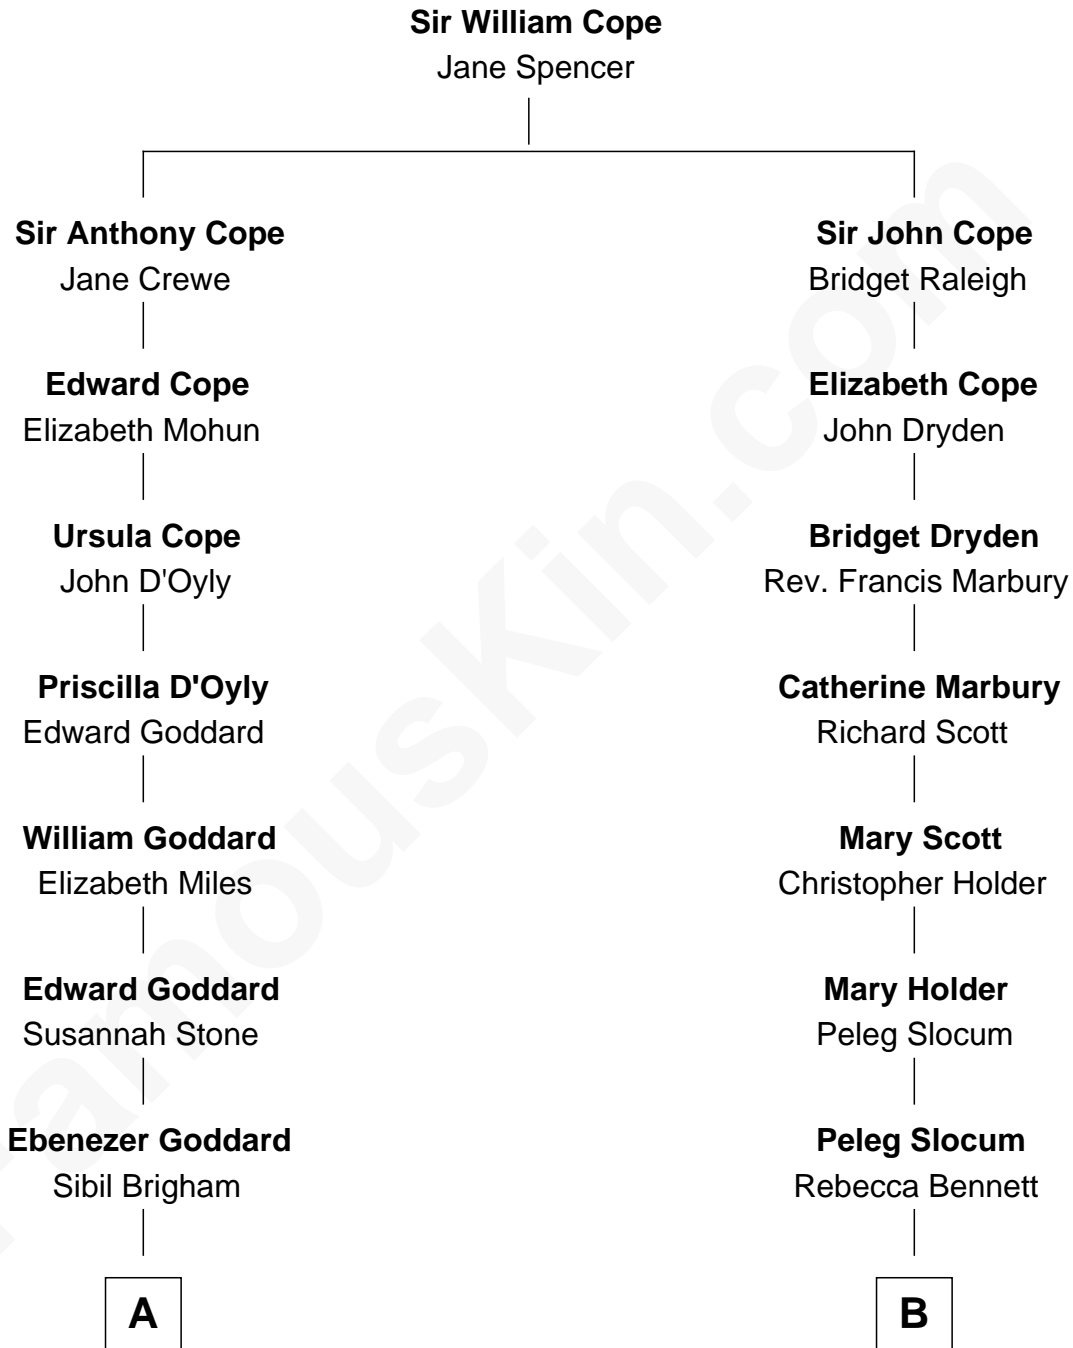 Sir William Cope
Jane Spencer
Sir Anthony Cope
Jane Crewe
Edward Cope
Elizabeth Mohun
Ursula Cope
John D'Oyly
Priscilla D'Oyly
Edward Goddard
William Goddard
Elizabeth Miles
Edward Goddard
Susannah Stone
Ebenezer Goddard
Sibil Brigham
A
Sir John Cope
Bridget Raleigh
Elizabeth Cope
John Dryden
Bridget Dryden
Rev. Francis Marbury
Catherine Marbury
Richard Scott
Mary Scott
Christopher Holder
Mary Holder
Peleg Slocum
Peleg Slocum
Rebecca Bennett
B
FamousKin.com